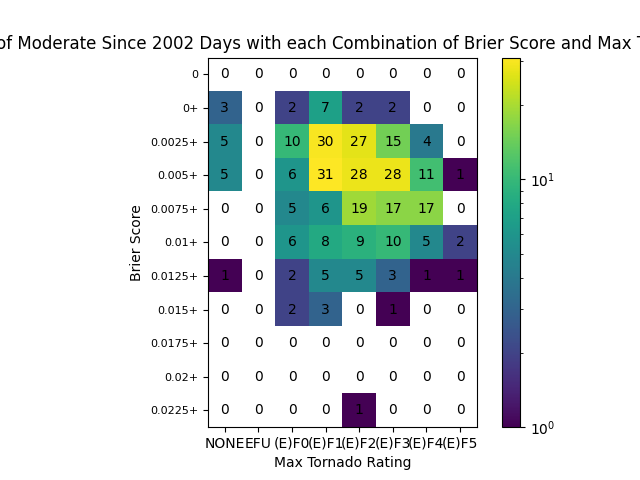 of Moderate Since 2002 Days with each Combination of Brier Score and Max
0 0 0 0 0 0 0 0 0
0+ 3 0 2 7 2 2 0 0
0.0025+ 5 0 10 30 27 15 4 0
0.005+ 5 0 6 31 28 28 11 1
0.0075+ 0 0 5 6 19 17 17 0
0.01+ 0 0 6 8 9 10 5 2
0.0125+ 1 0 2 5 5 3 1 1
0.015+ 0 0 2 3 0 1 0 0
0.0175+ 0 0 0 0 0 0 0 0
0.02+ 0 0 0 0 0 0 0 0
0.0225+ 0 0 0 0 1 0 0 0
NONE EFU (E)F0 (E)F1 (E)F2 (E)F3 (E)F4 (E)F5
Max Tornado Rating
Brier Score
10¹
10⁰